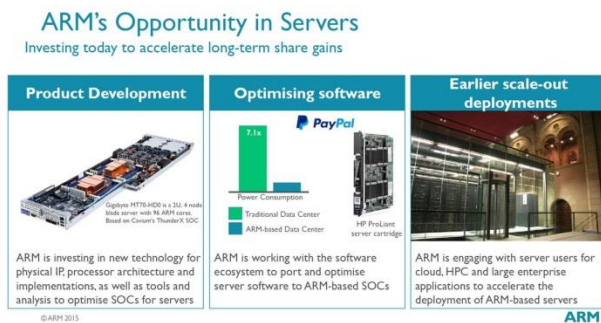 ARM's Opportunity in Servers
Investing today to accelerate long-term share gains
Product Development
Gigabyte MT70-HD0 is a 2U, 4 node
blade server with 96 ARM cores.
Based on Cavium's ThunderX SOC
ARM is investing in new technology for
physical IP, processor architecture and
implementations, as well as tools and
analysis to optimise SOCs for servers
Optimising software
7.1x
PayPal
Power Consumption
Traditional Data Center
ARM-based Data Center
HP ProLiant
server cartridge
ARM is working with the software
ecosystem to port and optimise
server software to ARM-based SOCs
Earlier scale-out
deployments
ARM is engaging with server users for
cloud, HPC and large enterprise
applications to accelerate the
deployment of ARM-based servers
© ARM 2015
ARM